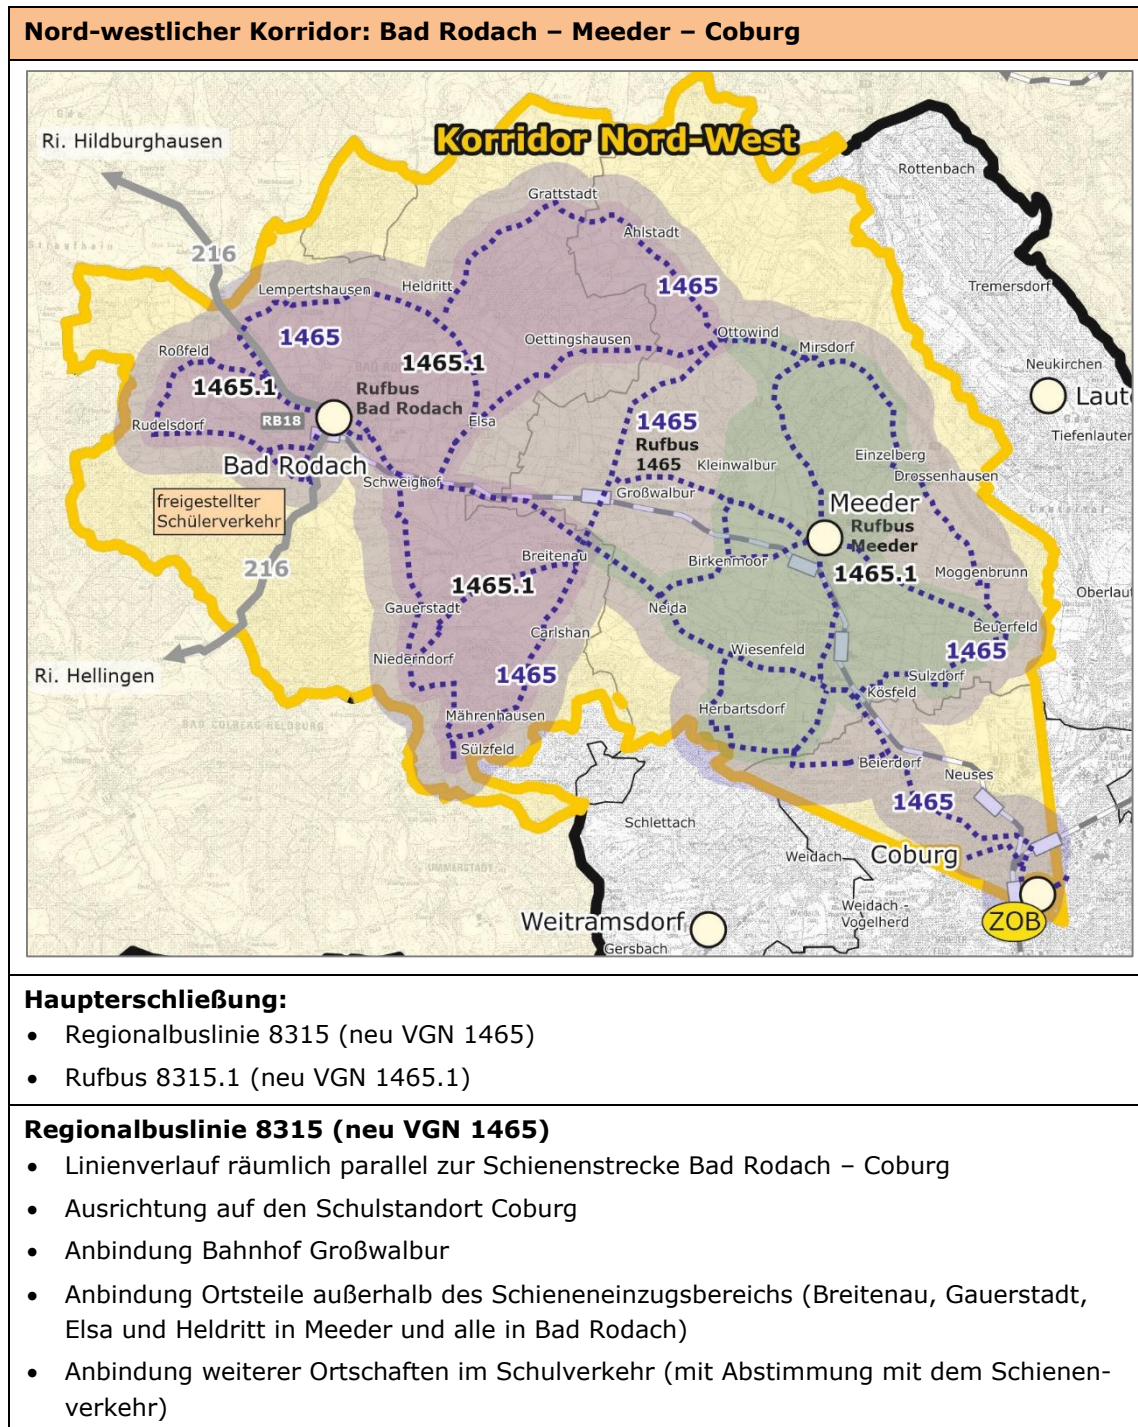 Nord-westlicher Korridor: Bad Rodach – Meeder – Coburg
Korridor Nord-West
Ri. Hildburghausen
Rottenbach
Grattstadt
Ahlstadt
216
Lempertshausen
Heldritt
1465
Tremersdorf
1465
Oettingshausen
Ottowind
Mirsdorf
Roßfeld
1465.1
1465.1
Neukirchen
Rufbus
Bad Rodach
Laut
RB18
Rudelsdorf
Elsa
1465
Rufbus
1465
Tiefenlauter
Bad Rodach
Schweighof
Kleinwalbur
Einzelberg
Drossenhausen
freigestellter
Schülerverkehr
Großwalbur
Meeder
Rufbus
Meeder
216
Breitenau
Birkenmoor
1465.1
Moggenbrunn
1465.1
Oberlaut
Gauerstadt
Neida
Beuerfeld
Carlshan
Niederndorf
Wiesenfeld
1465
Ri. Hellingen
1465
Sulzdorf
Kösfeld
Mährenhausen
Herbartsdorf
BAD COLBERG HELDBURG
Sülzfeld
Beierdorf
Neuses
1465
Schlettach
UMMERSTADT
Weidach
Coburg
Weidach -
Vogelherd
Weitramsdorf
ZOB
Gersbach
Haupterschließung:
• Regionalbuslinie 8315 (neu VGN 1465)
• Rufbus 8315.1 (neu VGN 1465.1)
Regionalbuslinie 8315 (neu VGN 1465)
• Linienverlauf räumlich parallel zur Schienenstrecke Bad Rodach – Coburg
• Ausrichtung auf den Schulstandort Coburg
• Anbindung Bahnhof Großwalbur
• Anbindung Ortsteile außerhalb des Schieneneinzugsbereichs (Breitenau, Gauerstadt,
Elsa und Heldritt in Meeder und alle in Bad Rodach)
• Anbindung weiterer Ortschaften im Schulverkehr (mit Abstimmung mit dem Schienen-
verkehr)